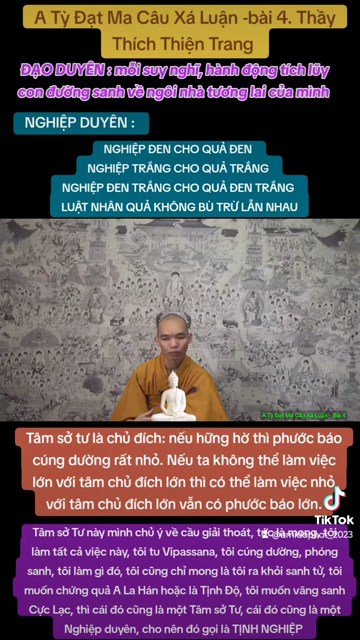 A Tỳ Đạt Ma Câu Xá Luận -bài 4. Thầy
Thích Thiện Trang
ĐẠO DUYÊN : mỗi suy nghĩ, hành động tích lũy
con đường sanh về ngôi nhà tương lai của mình
NGHIỆP DUYÊN :
NGHIỆP ĐEN CHO QUẢ ĐEN
NGHIỆP TRẮNG CHO QUẢ TRẮNG
NGHIỆP ĐEN TRẮNG CHO QUẢ ĐEN TRẮNG
LUẬT NHÂN QUẢ KHÔNG BÙ TRỪ LẪN NHAU
A Tỳ Đạt Ma Câu Xá Luận - Bài 4
Tâm sở tư là chủ đích: nếu hững hờ thì phước báo
cúng dường rất nhỏ. Nếu ta không thể làm việc
lớn với tâm chủ đích lớn thì có thể làm việc nhỏ
với tâm chủ đích lớn vẫn có phước báo lớn.
TikTok
Tâm sở Tư này mình chủ ý về cầu giải thoát, tức là mong, tôi
làm tất cả việc này, tôi tu Vipassana, tôi cúng dường, phóng
sanh, tôi làm gì đó, tôi cũng chỉ mong là tôi ra khỏi sanh tử, tôi
muốn chứng quả A La Hán hoặc là Tịnh Độ, tôi muốn vãng sanh
Cực Lạc, thì cái đó cũng là một Tâm sở Tư, cái đó cũng là một
Nghiệp duyên, cho nên đó gọi là TỊNH NGHIỆP